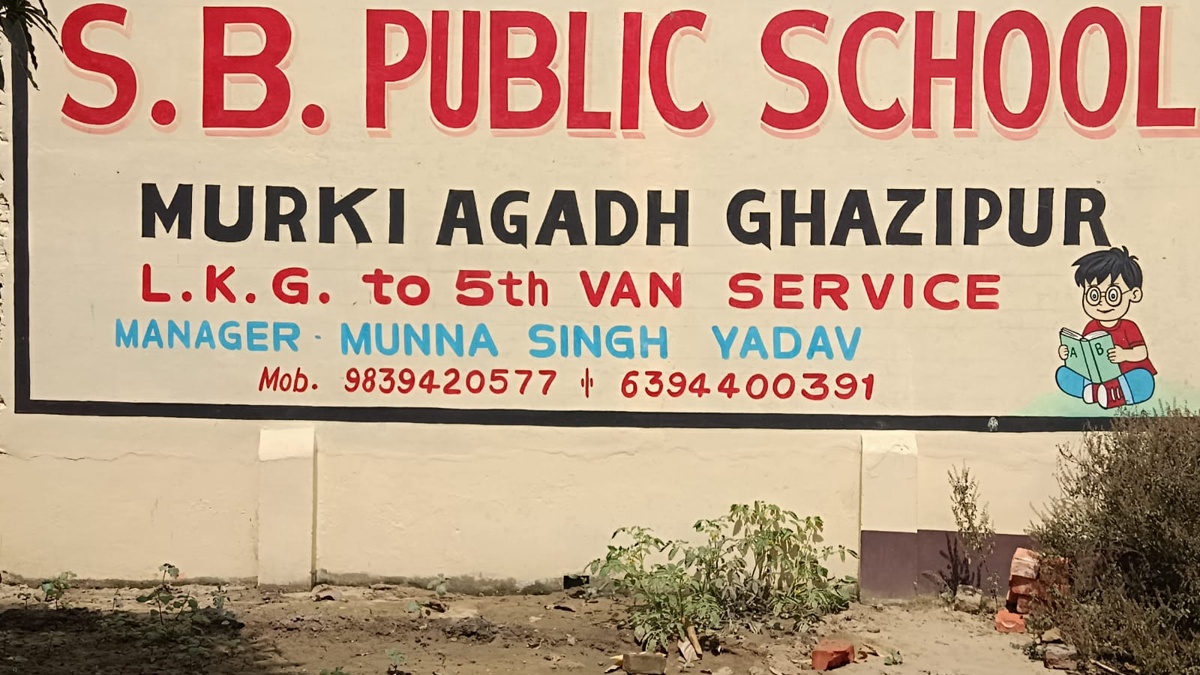 S.B. PUBLIC SCHOOL
MURKI AGADH GHAZIPUR
L.K.G. to 5th VAN SERVICE
MANAGER - MUNNA SINGH YADAV
Mob. 9839420577 + 6394400391
A B